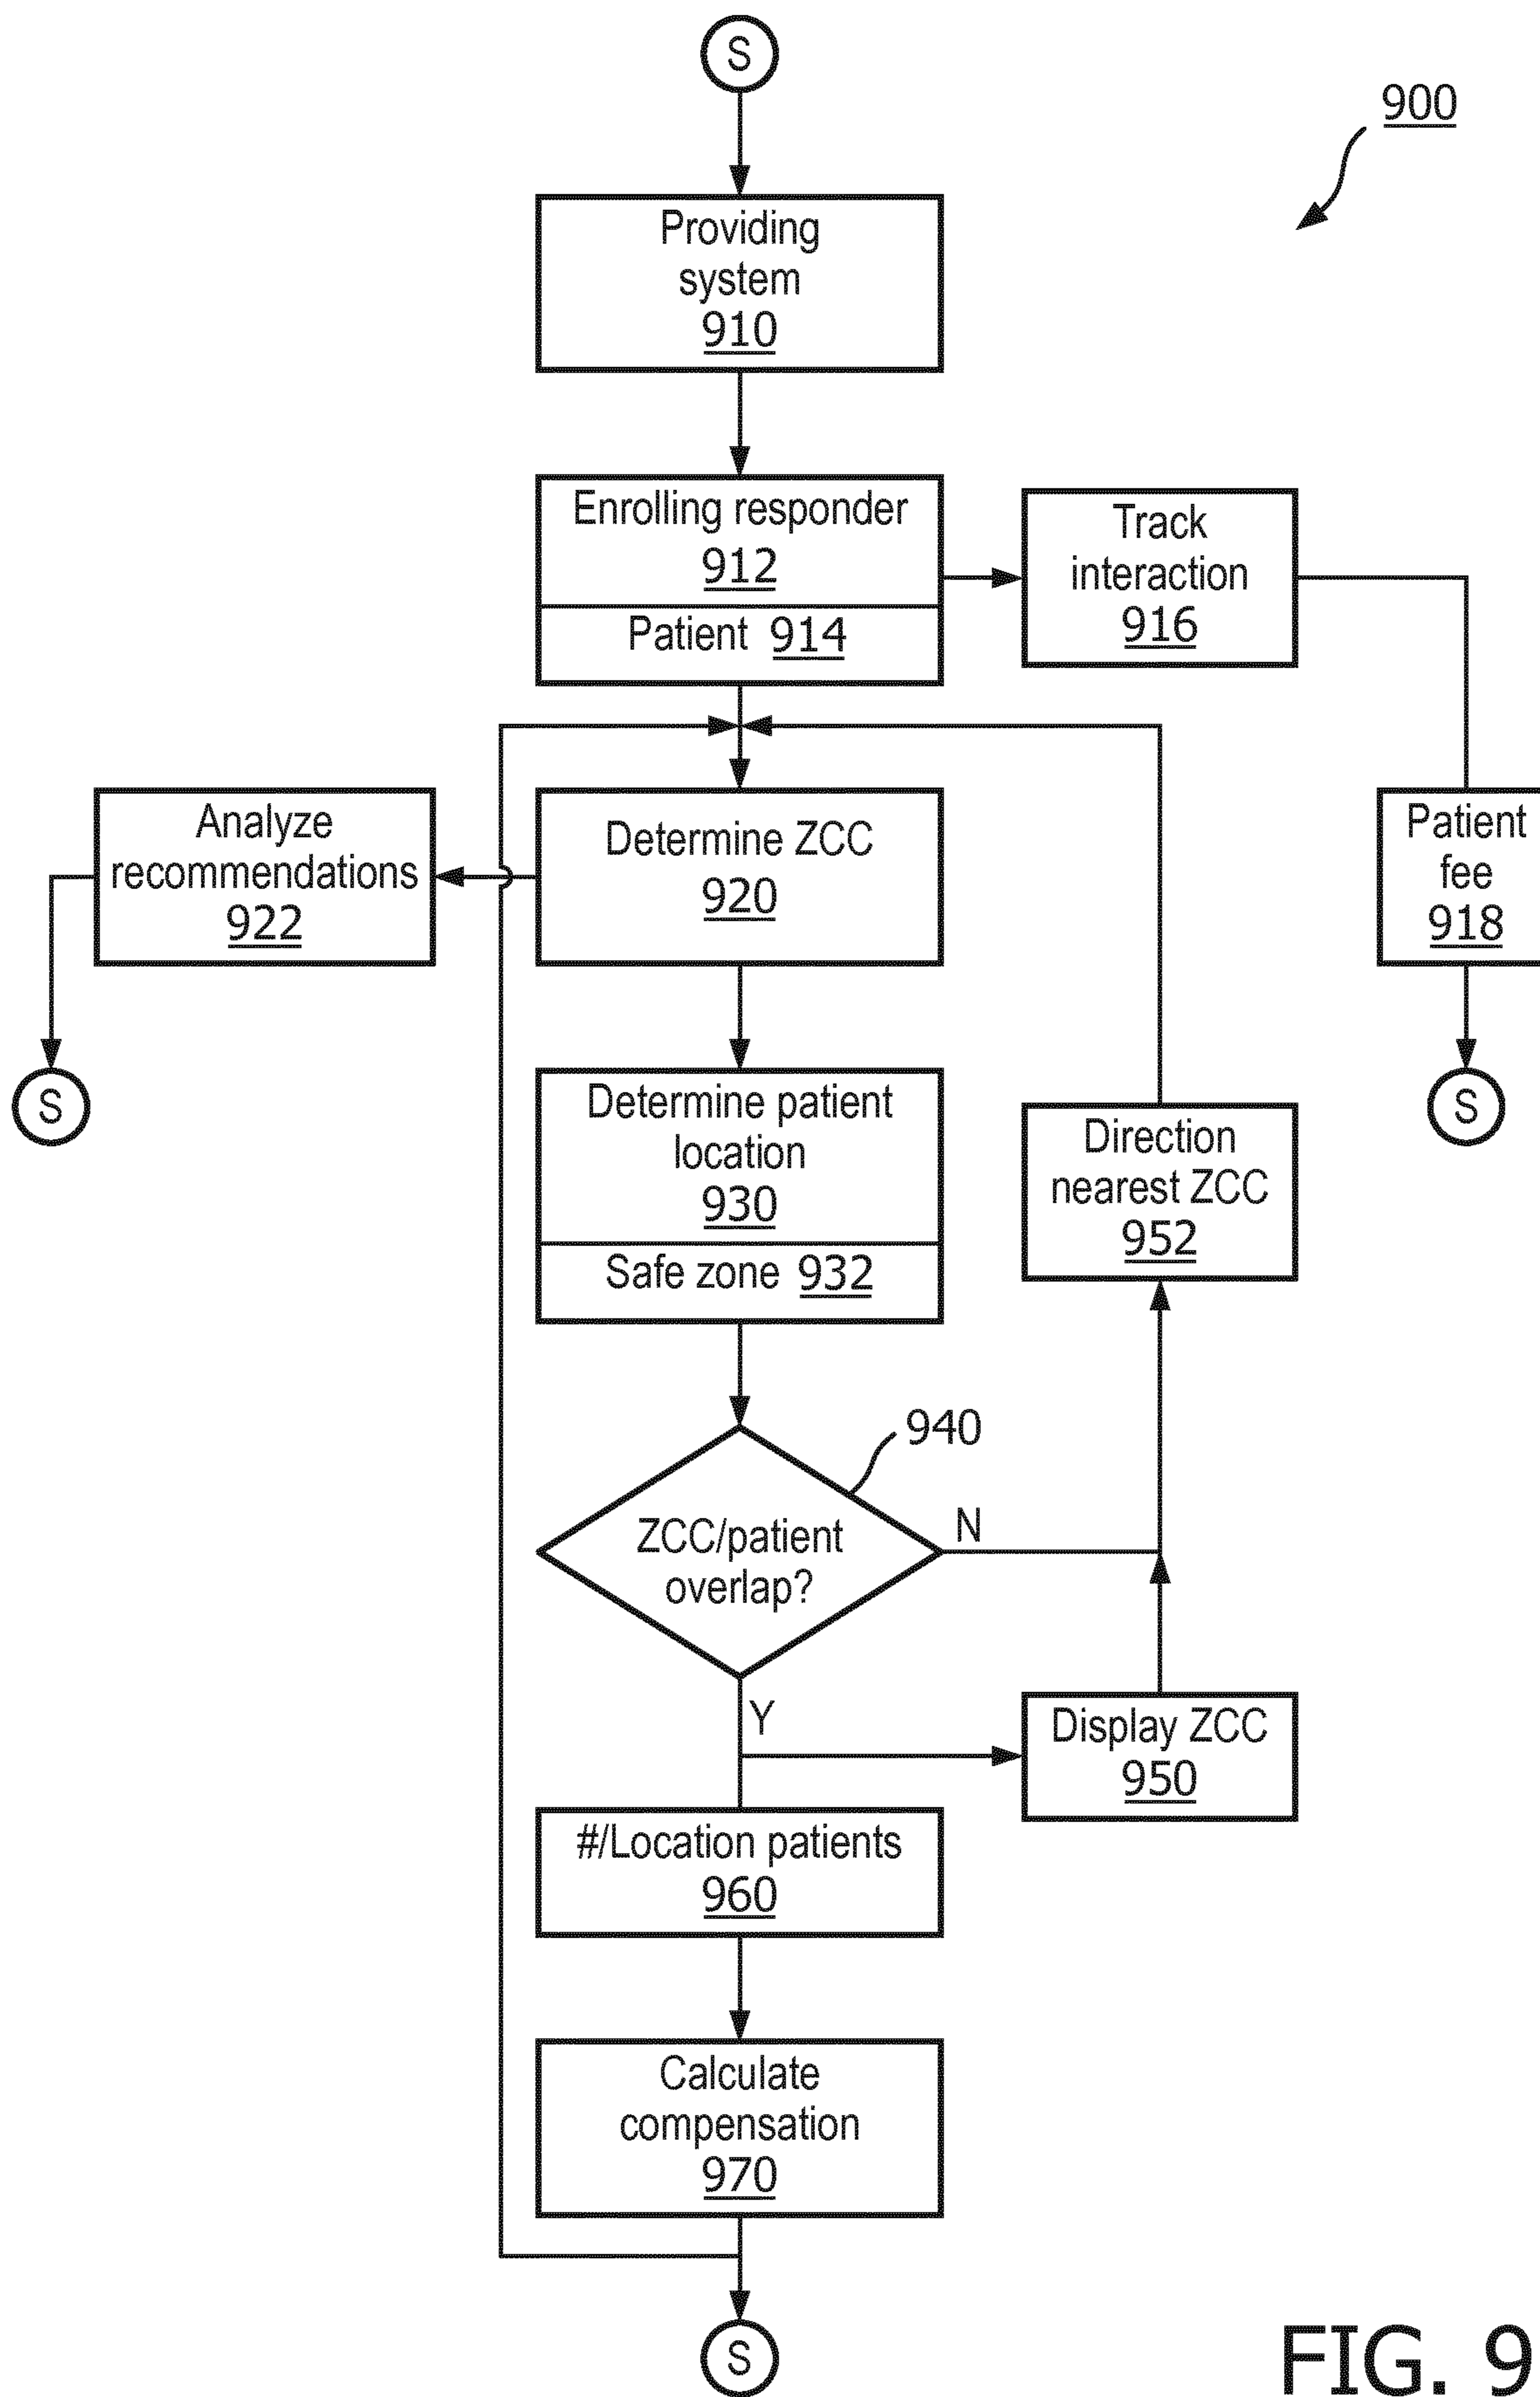 S
900
Providing
system
910
Enrolling responder
912
Patient 914
Track
interaction
916
Analyze
recommendations
922
Determine ZCC
920
Patient
fee
918
S
Determine patient
location
930
Safe zone 932
Direction
nearest ZCC
952
S
940
ZCC/patient
overlap?
N
Y
Display ZCC
950
#/Location patients
960
Calculate
compensation
970
S
FIG. 9